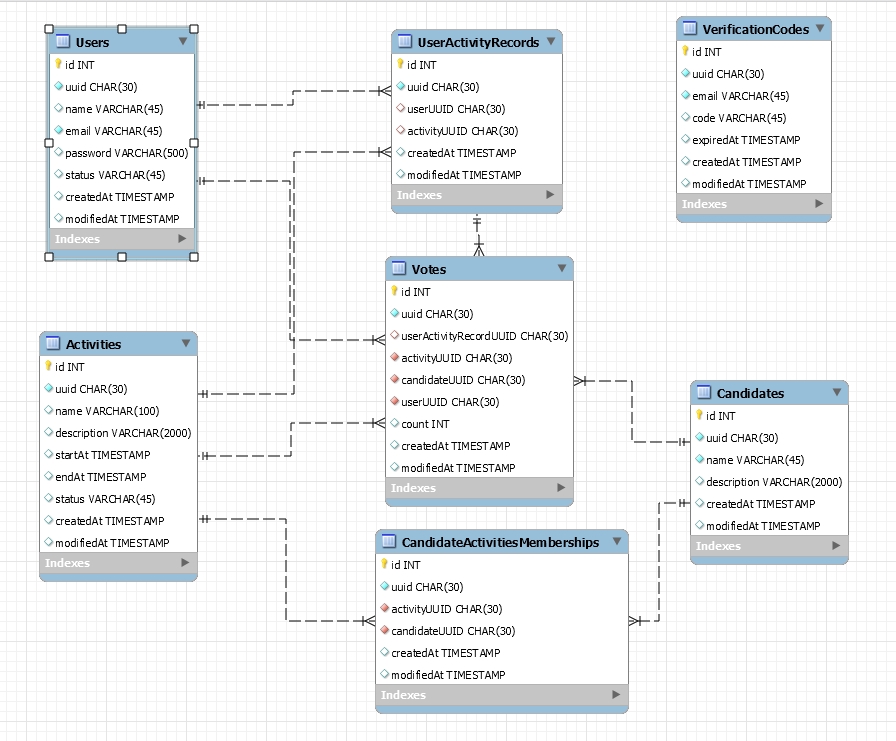 Users
id INT
uuid CHAR(30)
name VARCHAR(45)
email VARCHAR(45)
password VARCHAR(500)
status VARCHAR(45)
createdAt TIMESTAMP
modifiedAt TIMESTAMP
Indexes
UserActivityRecords
id INT
uuid CHAR(30)
userUUID CHAR(30)
activityUUID CHAR(30)
createdAt TIMESTAMP
modifiedAt TIMESTAMP
Indexes
VerificationCodes
id INT
uuid CHAR(30)
email VARCHAR(45)
code VARCHAR(45)
expiredAt TIMESTAMP
createdAt TIMESTAMP
modifiedAt TIMESTAMP
Indexes
Votes
id INT
uuid CHAR(30)
userActivityRecordUUID CHAR(30)
activityUUID CHAR(30)
candidateUUID CHAR(30)
userUUID CHAR(30)
count INT
createdAt TIMESTAMP
modifiedAt TIMESTAMP
Indexes
Activities
id INT
uuid CHAR(30)
name VARCHAR(100)
description VARCHAR(2000)
startAt TIMESTAMP
endAt TIMESTAMP
status VARCHAR(45)
createdAt TIMESTAMP
modifiedAt TIMESTAMP
Indexes
Candidates
id INT
uuid CHAR(30)
name VARCHAR(45)
description VARCHAR(2000)
createdAt TIMESTAMP
modifiedAt TIMESTAMP
Indexes
CandidateActivitiesMemberships
id INT
uuid CHAR(30)
activityUUID CHAR(30)
candidateUUID CHAR(30)
createdAt TIMESTAMP
modifiedAt TIMESTAMP
Indexes